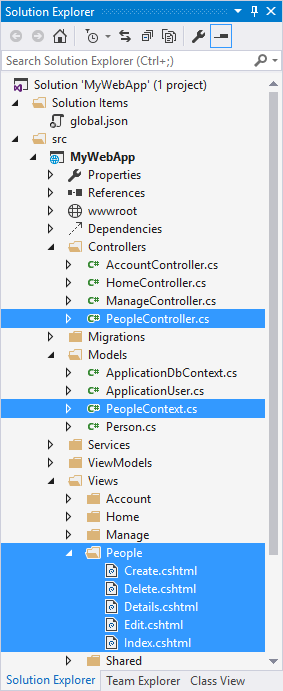 Solution Explorer
Search Solution Explorer (Ctrl+;)
Solution 'MyWebApp' (1 project)
Solution Items
global.json
src
MyWebApp
Properties
References
wwwroot
Dependencies
Controllers
C# AccountController.cs
C# HomeController.cs
C# ManageController.cs
C# PeopleController.cs
Migrations
Models
C# ApplicationDbContext.cs
C# ApplicationUser.cs
C# PeopleContext.cs
C# Person.cs
Services
ViewModels
Views
Account
Home
Manage
People
Create.cshtml
Delete.cshtml
Details.cshtml
Edit.cshtml
Index.cshtml
Shared
Solution Explorer Team Explorer Class View